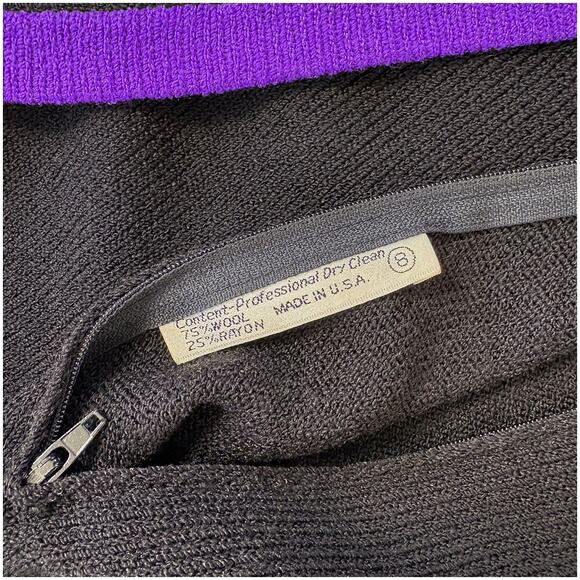 Content-Professional Dry Clean
75%WOOL
25%RAYON MADE IN U.S.A.
8